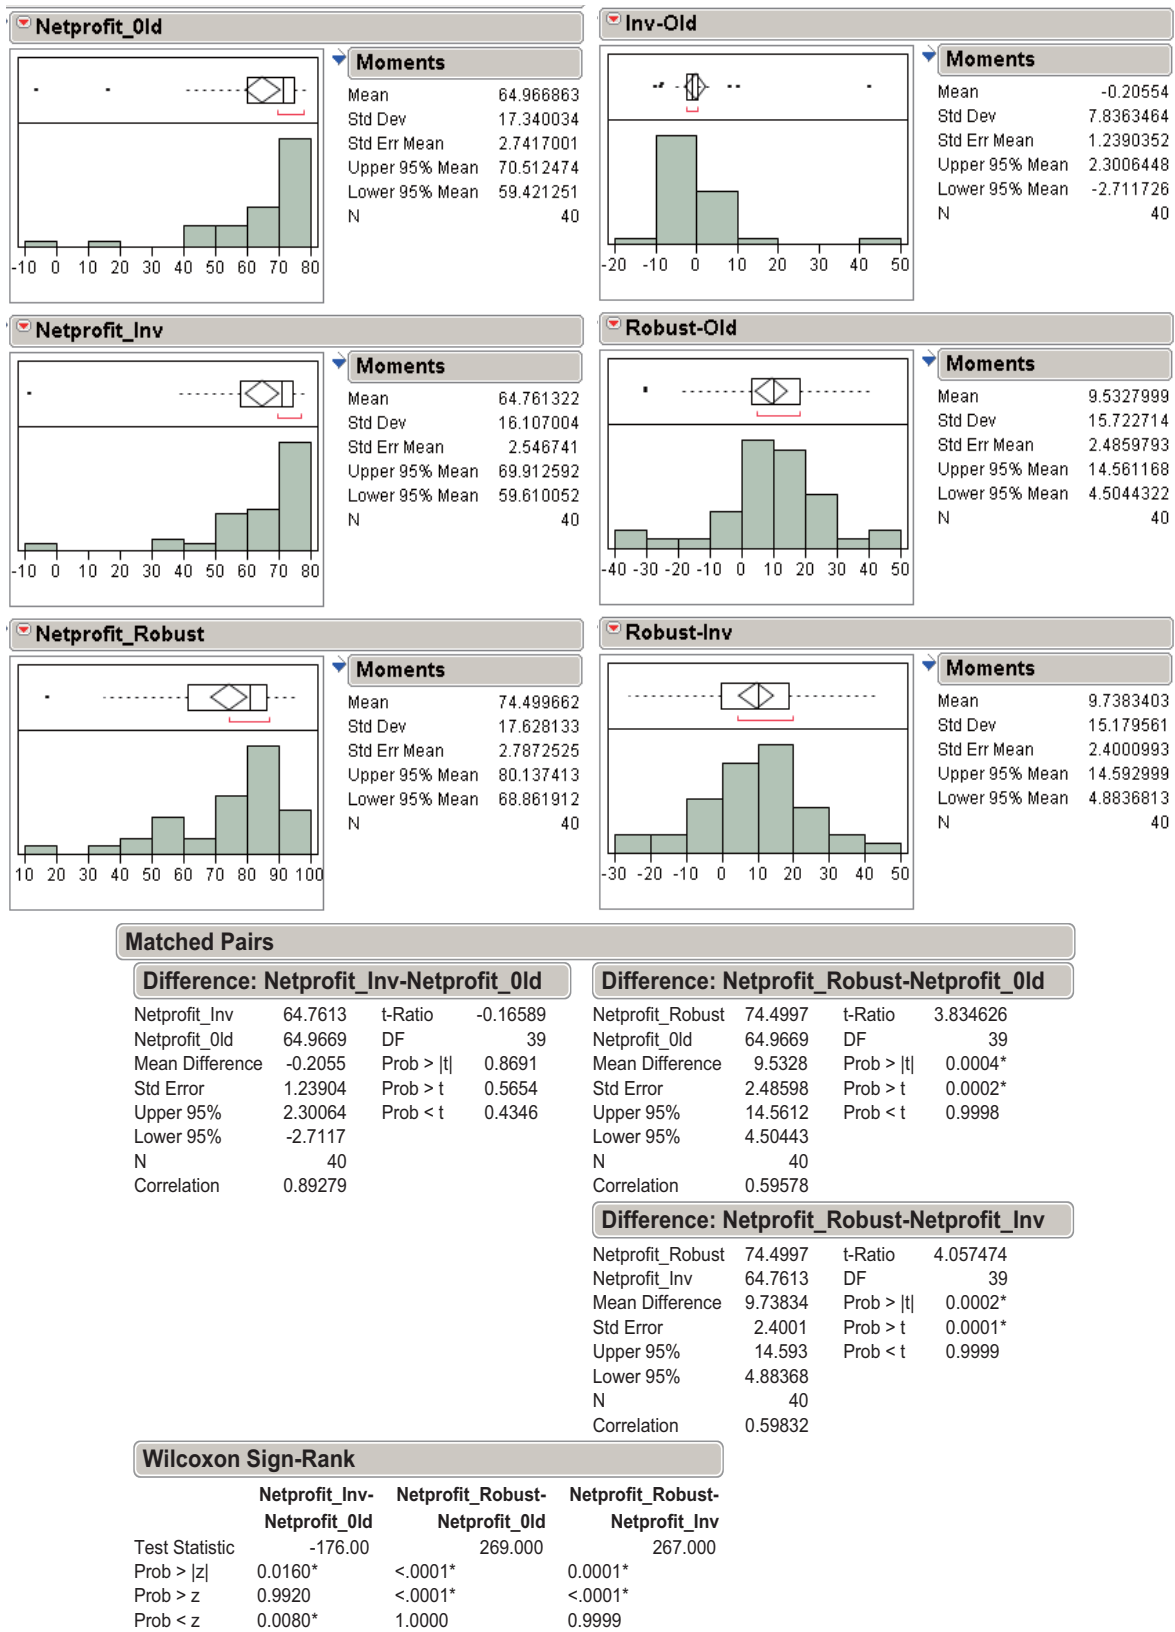 Netprofit_0ld
Moments
Mean 64.966863
Std Dev 17.340034
Std Err Mean 2.7417001
Upper 95% Mean 70.512474
Lower 95% Mean 59.421251
N 40
-10 0 10 20 30 40 50 60 70 80
Inv-Old
Moments
Mean -0.20554
Std Dev 7.8363464
Std Err Mean 1.2390352
Upper 95% Mean 2.3006448
Lower 95% Mean -2.711726
N 40
-20 -10 0 10 20 30 40 50
Netprofit_Inv
Moments
Mean 64.761322
Std Dev 16.107004
Std Err Mean 2.546741
Upper 95% Mean 69.912592
Lower 95% Mean 59.610052
N 40
-10 0 10 20 30 40 50 60 70 80
Robust-Old
Moments
Mean 9.5327999
Std Dev 15.722714
Std Err Mean 2.4859793
Upper 95% Mean 14.561168
Lower 95% Mean 4.5044322
N 40
-40 -30 -20 -10 0 10 20 30 40 50
Netprofit_Robust
Moments
Mean 74.499662
Std Dev 17.628133
Std Err Mean 2.7872525
Upper 95% Mean 80.137413
Lower 95% Mean 68.861912
N 40
10 20 30 40 50 60 70 80 90 100
Robust-Inv
Moments
Mean 9.7383403
Std Dev 15.179561
Std Err Mean 2.4000993
Upper 95% Mean 14.592999
Lower 95% Mean 4.8836813
N 40
-30 -20 -10 0 10 20 30 40 50
Matched Pairs
Difference: Netprofit_Inv-Netprofit_0ld
Netprofit_Inv 64.7613 t-Ratio -0.16589
Netprofit_0ld 64.9669 DF 39
Mean Difference -0.2055 Prob > |t| 0.8691
Std Error 1.23904 Prob > t 0.5654
Upper 95% 2.30064 Prob < t 0.4346
Lower 95% -2.7117
N 40
Correlation 0.89279
Difference: Netprofit_Robust-Netprofit_0ld
Netprofit_Robust 74.4997 t-Ratio 3.834626
Netprofit_0ld 64.9669 DF 39
Mean Difference 9.5328 Prob > |t| 0.0004*
Std Error 2.48598 Prob > t 0.0002*
Upper 95% 14.5612 Prob < t 0.9998
Lower 95% 4.50443
N 40
Correlation 0.59578
Difference: Netprofit_Robust-Netprofit_Inv
Netprofit_Robust 74.4997 t-Ratio 4.057474
Netprofit_Inv 64.7613 DF 39
Mean Difference 9.73834 Prob > |t| 0.0002*
Std Error 2.4001 Prob > t 0.0001*
Upper 95% 14.593 Prob < t 0.9999
Lower 95% 4.88368
N 40
Correlation 0.59832
Wilcoxon Sign-Rank
Netprofit_Inv- Netprofit_Robust- Netprofit_Robust-
Netprofit_0ld Netprofit_0ld Netprofit_Inv
Test Statistic -176.00 269.000 267.000
Prob > |z| 0.0160* <.0001* 0.0001*
Prob > z 0.9920 <.0001* <.0001*
Prob < z 0.0080* 1.0000 0.9999